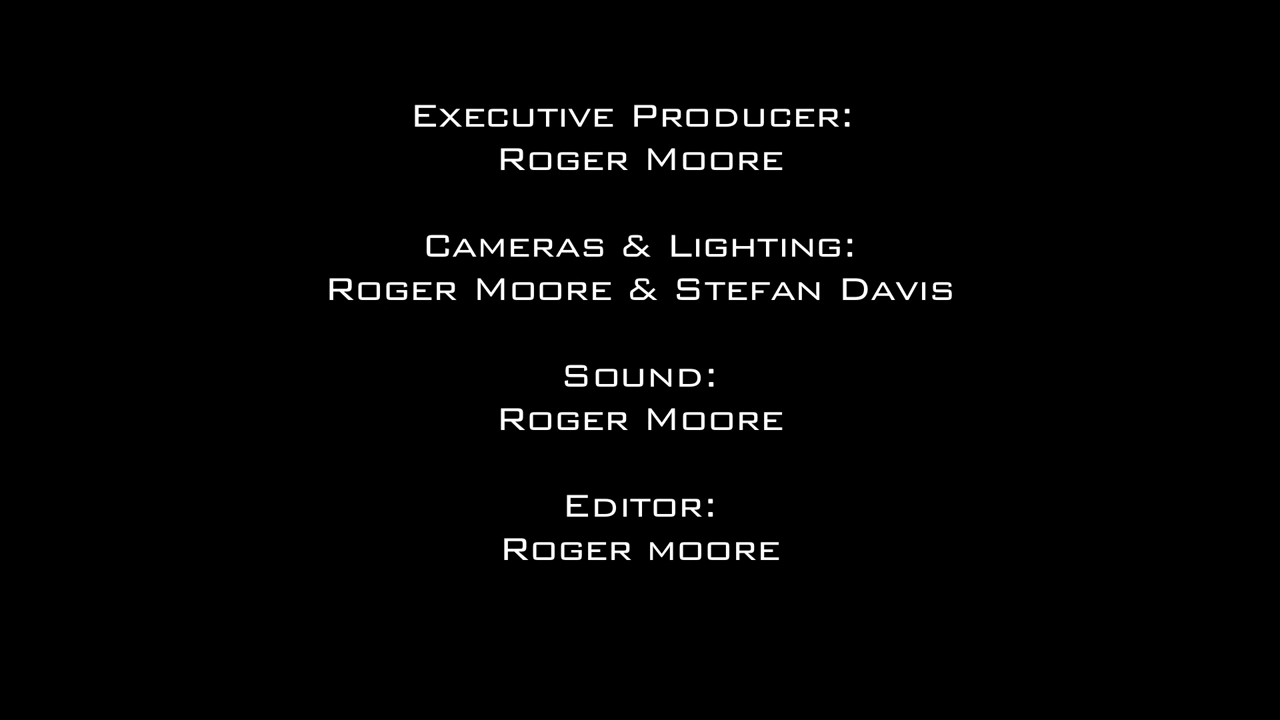 Executive Producer:
Roger Moore
Cameras & Lighting:
Roger Moore & Stefan Davis
Sound:
Roger Moore
Editor:
Roger moore